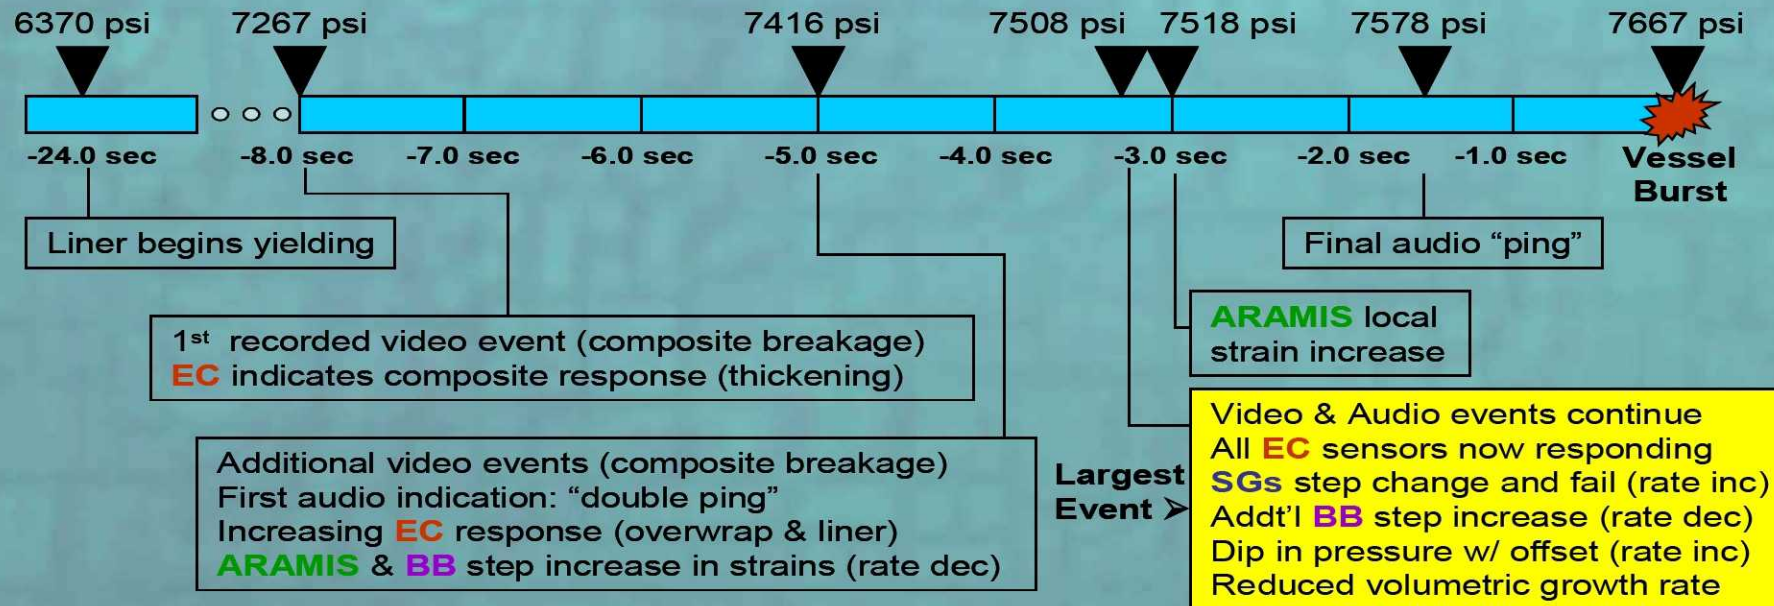 6370 psi 7267 psi 7416 psi 7508 psi 7518 psi 7578 psi 7667 psi
-24.0 sec -8.0 sec -7.0 sec -6.0 sec -5.0 sec -4.0 sec -3.0 sec -2.0 sec -1.0 sec Vessel
Burst
Liner begins yielding
Final audio “ping”
1st recorded video event (composite breakage)
EC indicates composite response (thickening)
ARAMIS local
strain increase
Additional video events (composite breakage)
First audio indication: “double ping”
Increasing EC response (overwrap & liner)
ARAMIS & BB step increase in strains (rate dec)
Largest
Event ➢
Video & Audio events continue
All EC sensors now responding
SGs step change and fail (rate inc)
Addt’l BB step increase (rate dec)
Dip in pressure w/ offset (rate inc)
Reduced volumetric growth rate